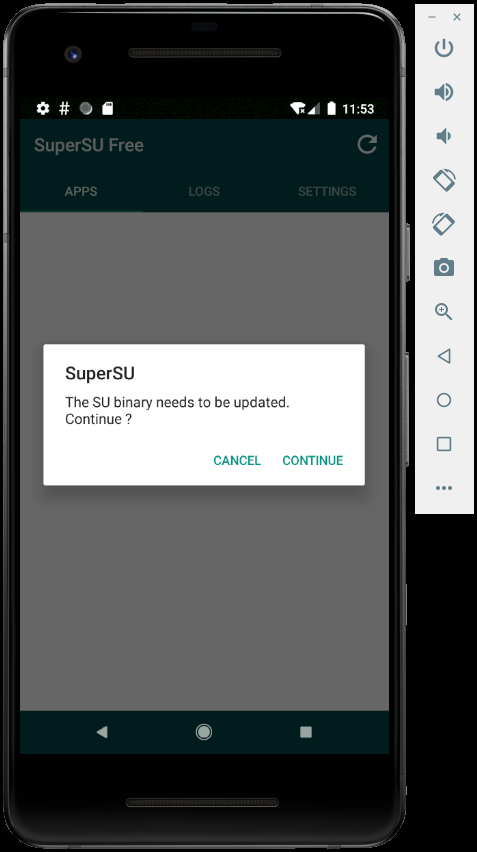 11:53
SuperSU Free
APPS LOGS SETTINGS
SuperSU
The SU binary needs to be updated.
Continue ?
CANCEL CONTINUE